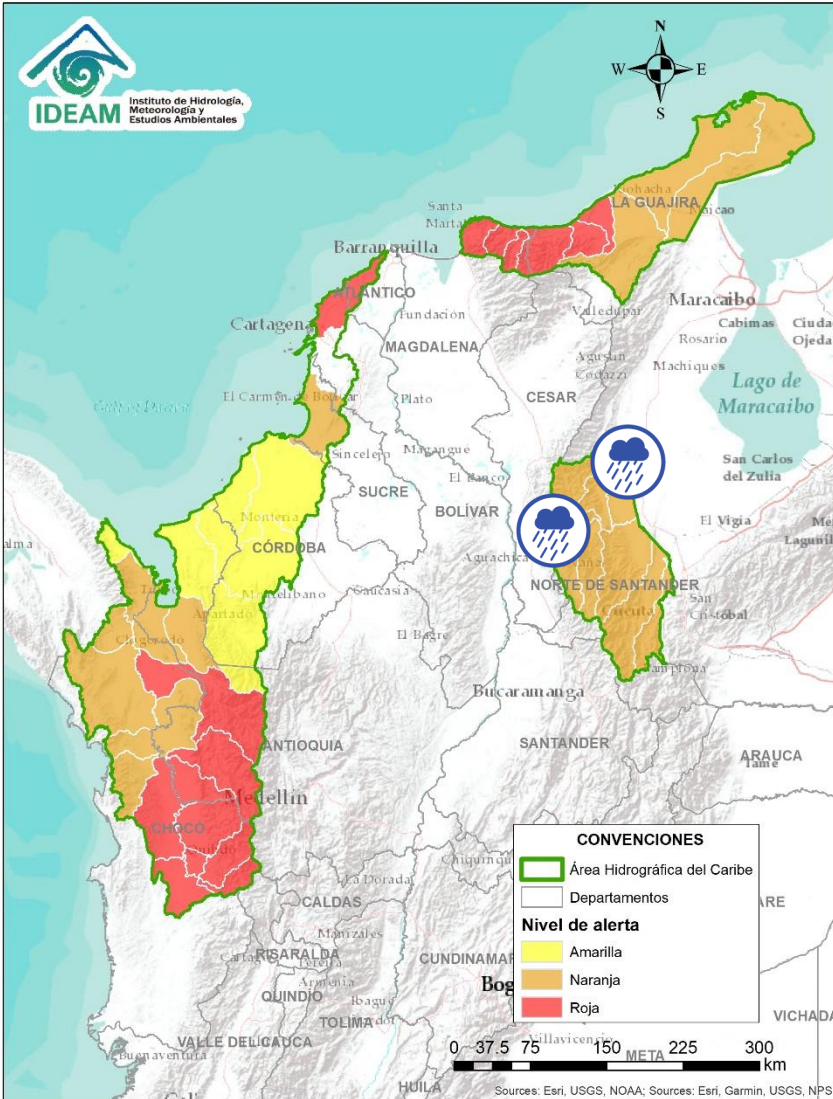 IDEAM
Instituto de Hidrología,
Meteorología y
Estudios Ambientales
N
W
E
S
LA GUAJIRA
Maicao
Santa
Marta
Barranquilla
ATLÁNTICO
Maracaibo
Cabimas
Ciuda
Ojeda
Cartagena
Fundación
Valledupar
Rosario
MAGDALENA
Machiques
Agustín
Codazzi
Lago de
Maracaibo
CESAR
El Carmen de Bolívar
Plato
Sincelejo
Magangue
San Carlos
del Zulia
El Banco
SUCRE
BOLÍVAR
El Vigía
Montería
CÓRDOBA
Aguachica
NORTE DE SANTANDER
San
Cristóbal
Montelibano
Caucasia
Apartadó
Cúcuta
El Bagre
Chigorodó
Pamplona
Bucaramanga
SANTANDER
ANTIOQUIA
ARAUCA
Tame
Medellín
CHOCÓ
Quibdó
La Dorada
CALDAS
Manizales
RISARALDA
Pereira
Armenia
QUINDÍO
Ibagué
TOLIMA
CUNDINAMAR
Bog
VICHADA
Villavicencio
META
VALLE DEL CAUCA
Buenaventura
HUILA
CONVENCIONES
Área Hidrográfica del Caribe
Departamentos
Nivel de alerta
Amarilla
Naranja
Roja
0 37.5 75 150 225 300
km
Sources: Esri, USGS, NOAA; Sources: Esri, Garmin, USGS, NPS